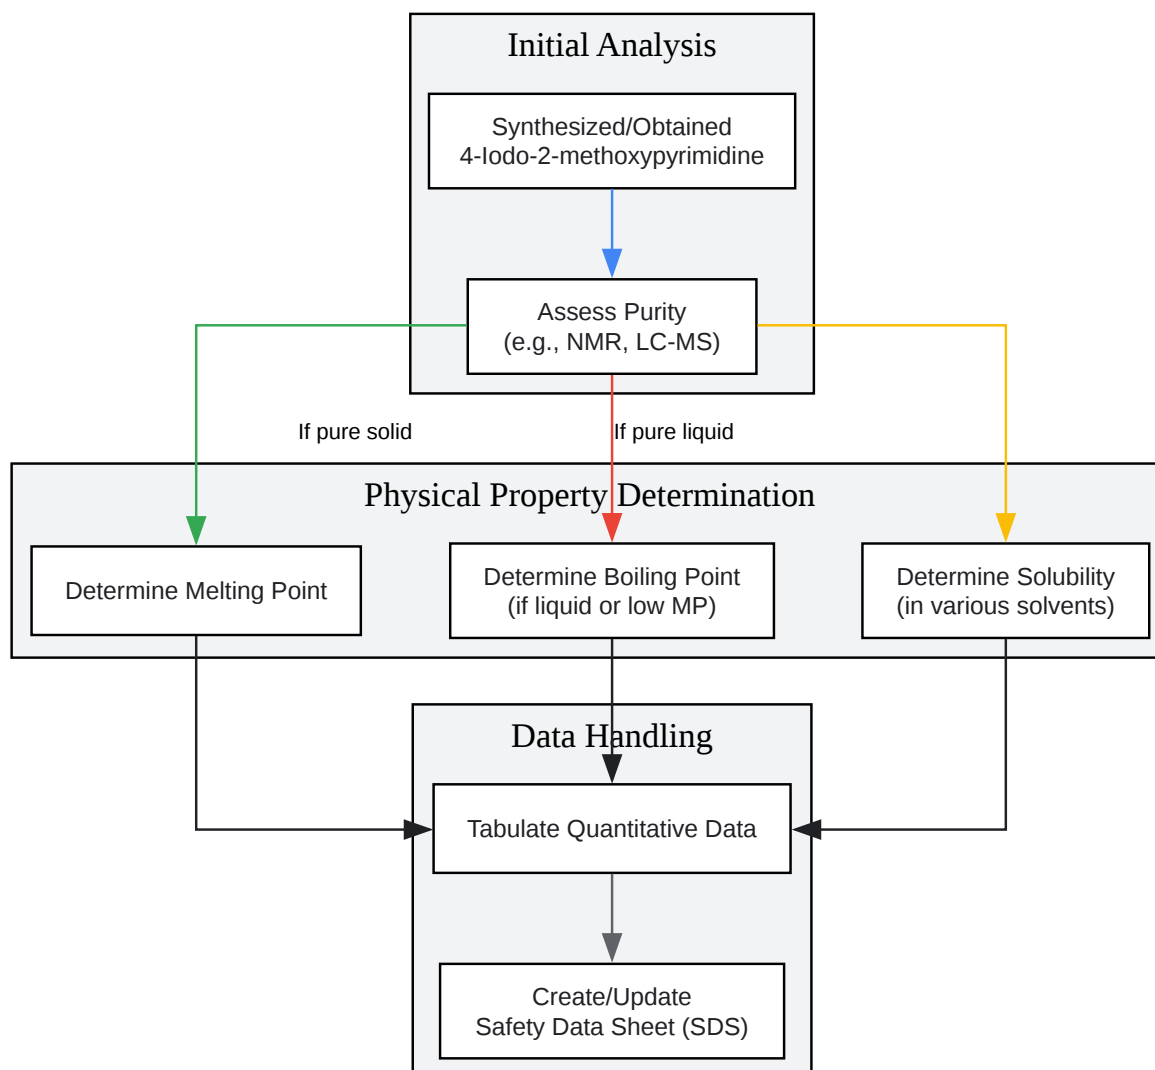 Initial Analysis
Synthesized/Obtained
4-Iodo-2-methoxypyrimidine
Assess Purity
(e.g., NMR, LC-MS)
If pure solid
If pure liquid
Physical Property Determination
Determine Melting Point
Determine Boiling Point
(if liquid or low MP)
Determine Solubility
(in various solvents)
Data Handling
Tabulate Quantitative Data
Create/Update
Safety Data Sheet (SDS)